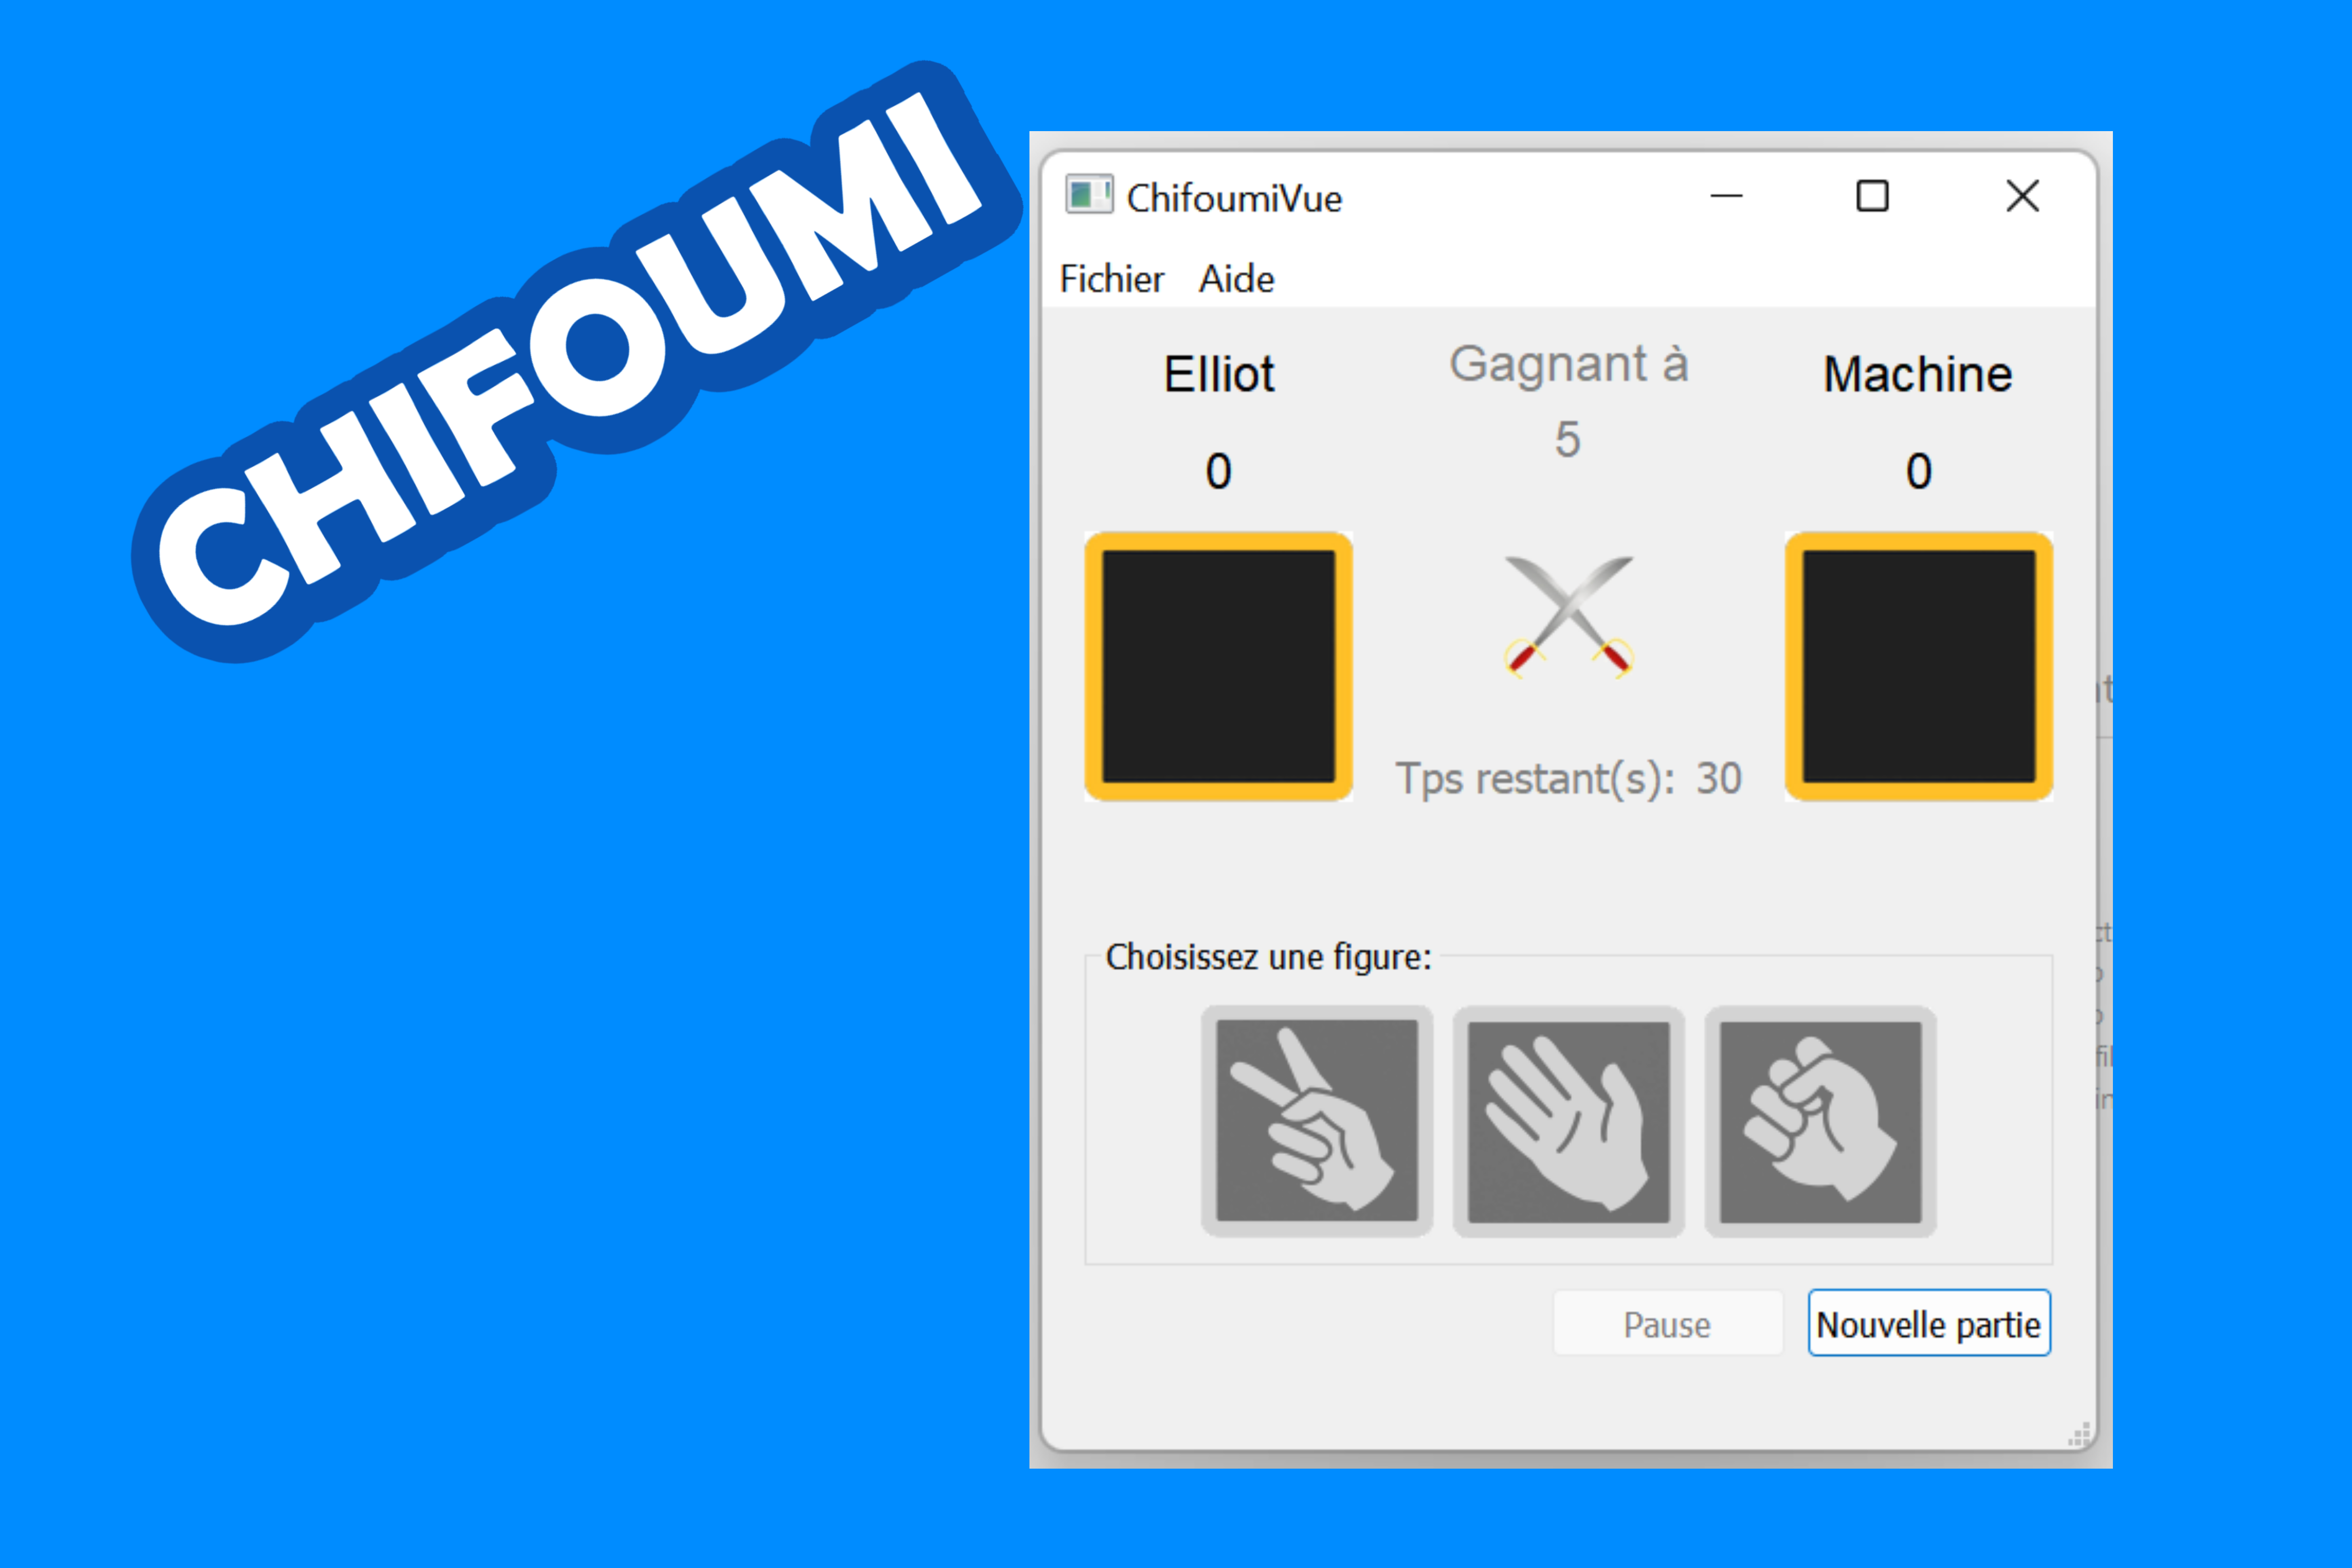 CHIFOUMI
ChifoumiVue
Fichier Aide
Elliot Gagnant à Machine
0 5 0
Tps restant(s): 30
Choisissez une figure:
Pause Nouvelle partie